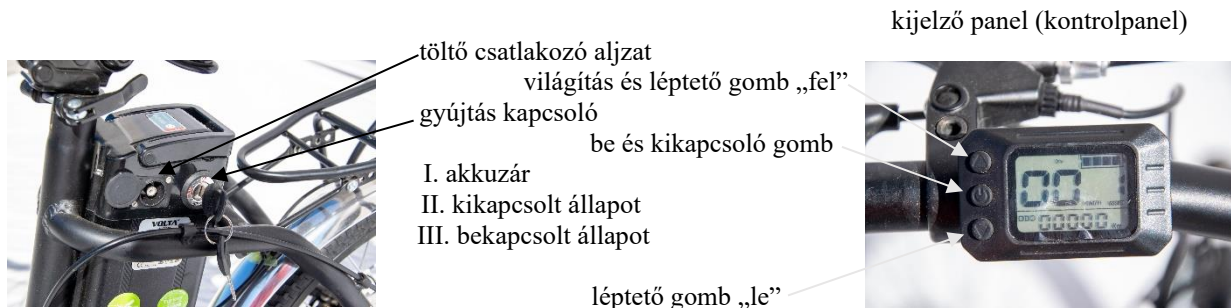 kijelző panel (kontrolpanel)
töltő csatlakozó aljzat
világítás és léptető gomb „fel”
gyújtás kapcsoló
be és kikapcsoló gomb
I. akkuzár
II. kikapcsolt állapot
III. bekapcsolt állapot
léptető gomb „le”
VOLTA
00
00000